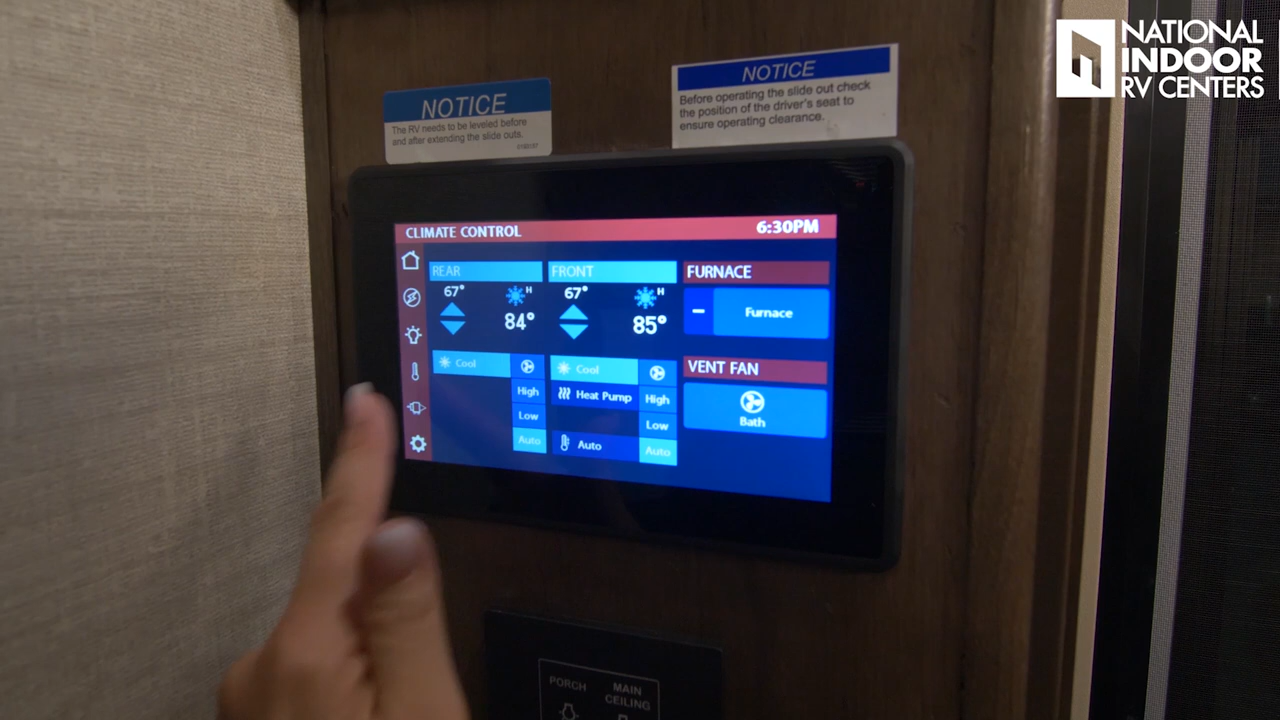 NATIONAL
INDOOR
RV CENTERS
NOTICE
The RV needs to be leveled before
and after extending the slide outs.
NOTICE
Before operating the slide out check
the position of the driver's seat to
ensure operating clearance.
CLIMATE CONTROL
6:30PM
REAR
67°
H
84°
Cool
High
Low
Auto
FRONT
67°
H
85°
Cool
Heat Pump
High
Low
Auto
Auto
FURNACE
Furnace
VENT FAN
Bath
PORCH
MAIN
CEILING